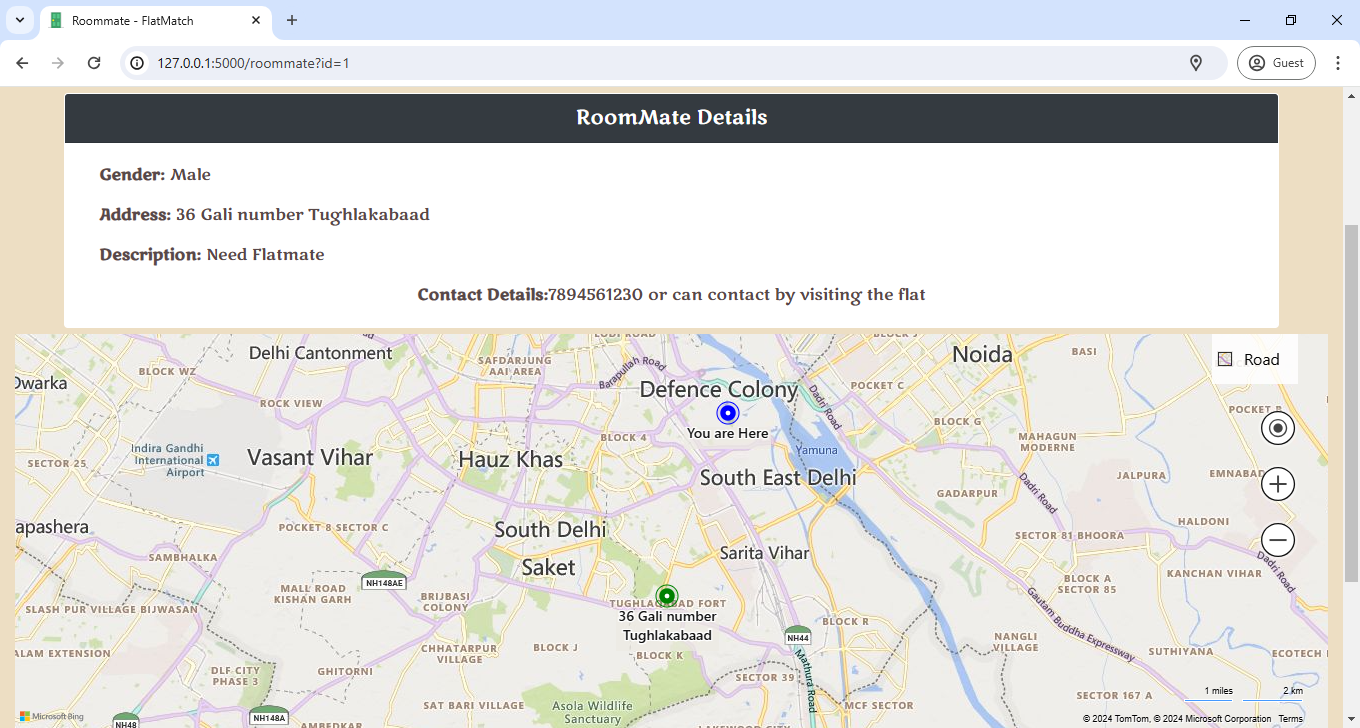 Roommate - FlatMatch
127.0.0.1:5000/roommate?id=1
Guest
RoomMate Details
Gender: Male
Address: 36 Gali number Tughlakabaad
Description: Need Flatmate
Contact Details:7894561230 or can contact by visiting the flat
Road
Delhi Cantonment
BLOCK WZ
SAFDARJUNG
AAI AREA
Barapullah Road
Noida
BASI
Dwarka
Defence Colony
Dadri Road
POCKET C
ROCK VIEW
You are Here
BLOCK 4
BLOCK G
MAHAGUN
MODERNE
Indira Gandhi
International
Airport
SECTOR 25
Vasant Vihar
Hauz Khas
Yamuna
South East Delhi
JALPURA
EMNABAD
Dadri Road
GADARPUR
apashera
POCKET 8 SECTOR C
South Delhi
HALDONI
SECTOR 81 BHOORA
SAMBHALKA
Saket
Sarita Vihar
Dadri Road
KANCHAN VIHAR
NH148AE
MALL ROAD
KISHAN GARH
BRIJBASI
COLONY
BLOCK A
SECTOR 85
SLASH PUR VILLAGE BIJWASAN
36 Gali number
Tughlakabaad
BLOCK R
Gautam Buddha Expressway
NH44
NANGLI
VILLAGE
ALAM EXTENSION
CHHATARPUR
VILLAGE
BLOCK J
BLOCK K
SUTHIYANA
ECOTECH
DLF CITY
PHASE 3
GHITORNI
SECTOR 39
Mathura Road
SECTOR 167 A
1 miles
2 km
SAT BARI VILLAGE
Asola Wildlife
Sanctuary
MCF SECTOR
Microsoft Bing
NH48
NH148A
© 2024 TomTom, © 2024 Microsoft Corporation Terms